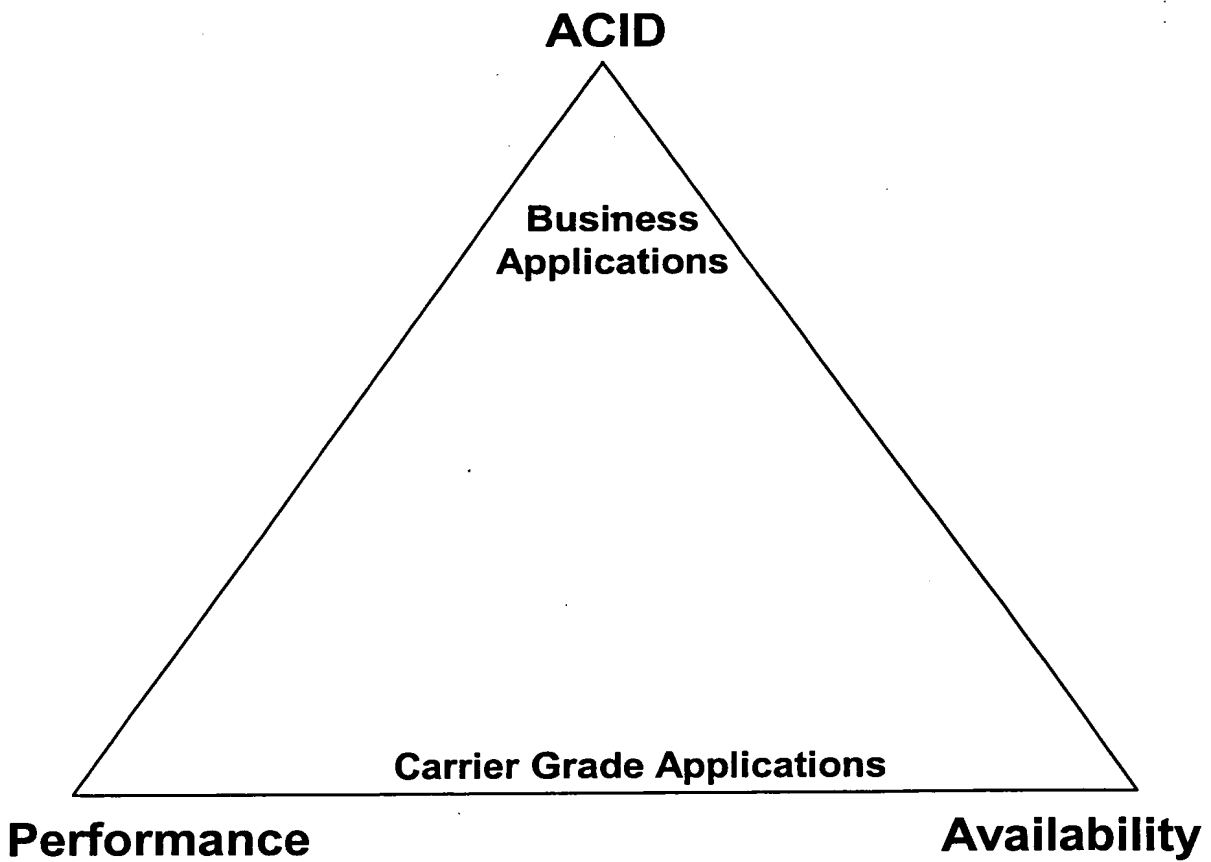 ACID
Business
Applications
Carrier Grade Applications
Performance
Availability